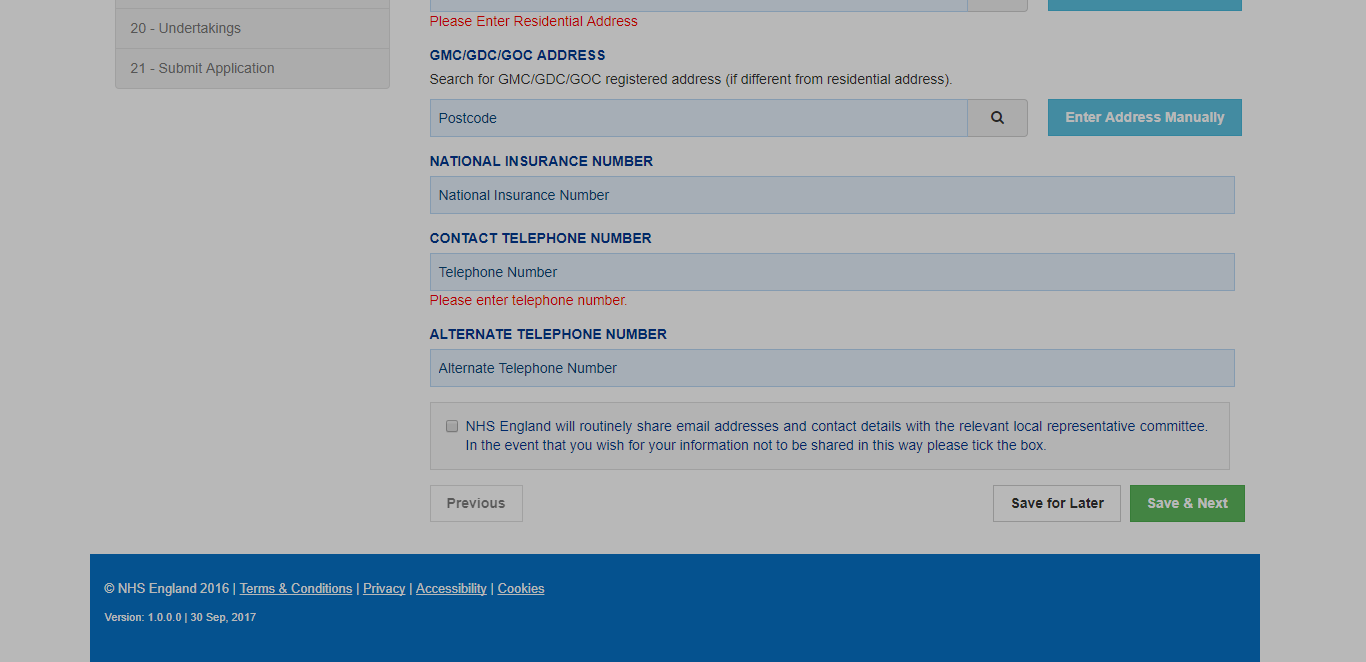 20 - Undertakings
21 - Submit Application
Please Enter Residential Address
GMC/GDC/GOC ADDRESS
Search for GMC/GDC/GOC registered address (if different from residential address).
Postcode
Enter Address Manually
NATIONAL INSURANCE NUMBER
National Insurance Number
CONTACT TELEPHONE NUMBER
Telephone Number
Please enter telephone number.
ALTERNATE TELEPHONE NUMBER
Alternate Telephone Number
NHS England will routinely share email addresses and contact details with the relevant local representative committee.
In the event that you wish for your information not to be shared in this way please tick the box.
Previous
Save for Later
Save & Next
© NHS England 2016 | Terms & Conditions | Privacy | Accessibility | Cookies
Version: 1.0.0.0 | 30 Sep, 2017